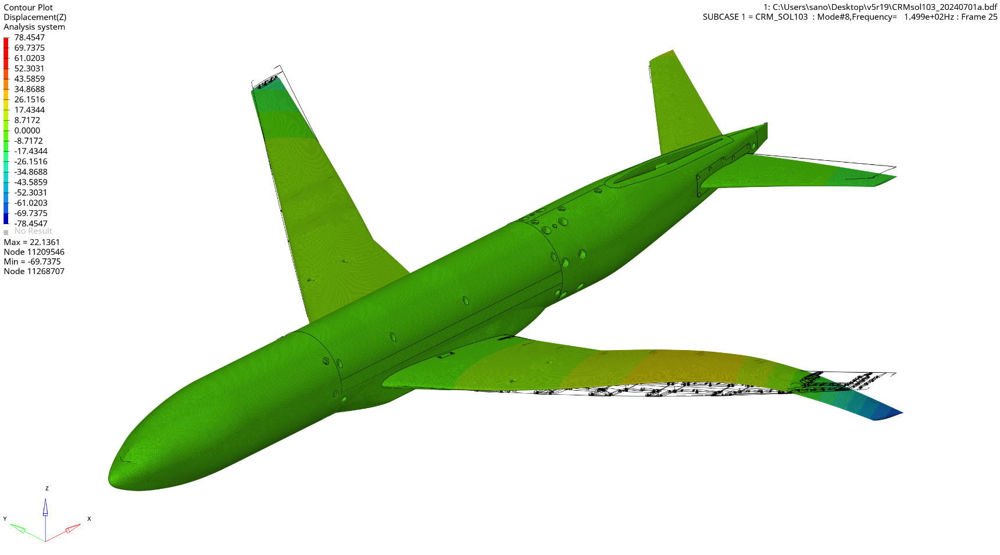 Contour Plot
Displacement(Z)
Analysis system
78.4547
69.7375
61.0203
52.3031
43.5859
34.8688
26.1516
17.4344
8.7172
0.0000
-8.7172
-17.4344
-26.1516
-34.8688
-43.5859
-52.3031
-61.0203
-69.7375
-78.4547
No Result
Max = 22.1361
Node 11209546
Min = -69.7375
Node 11268707
1: C:\Users\sano\Desktop\v5r19\CRMsol103_20240701a.bdf
SUBCASE 1 = CRM_SOL103 : Mode#8,Frequency= 1.499e+02Hz : Frame 25
Z
Y
X